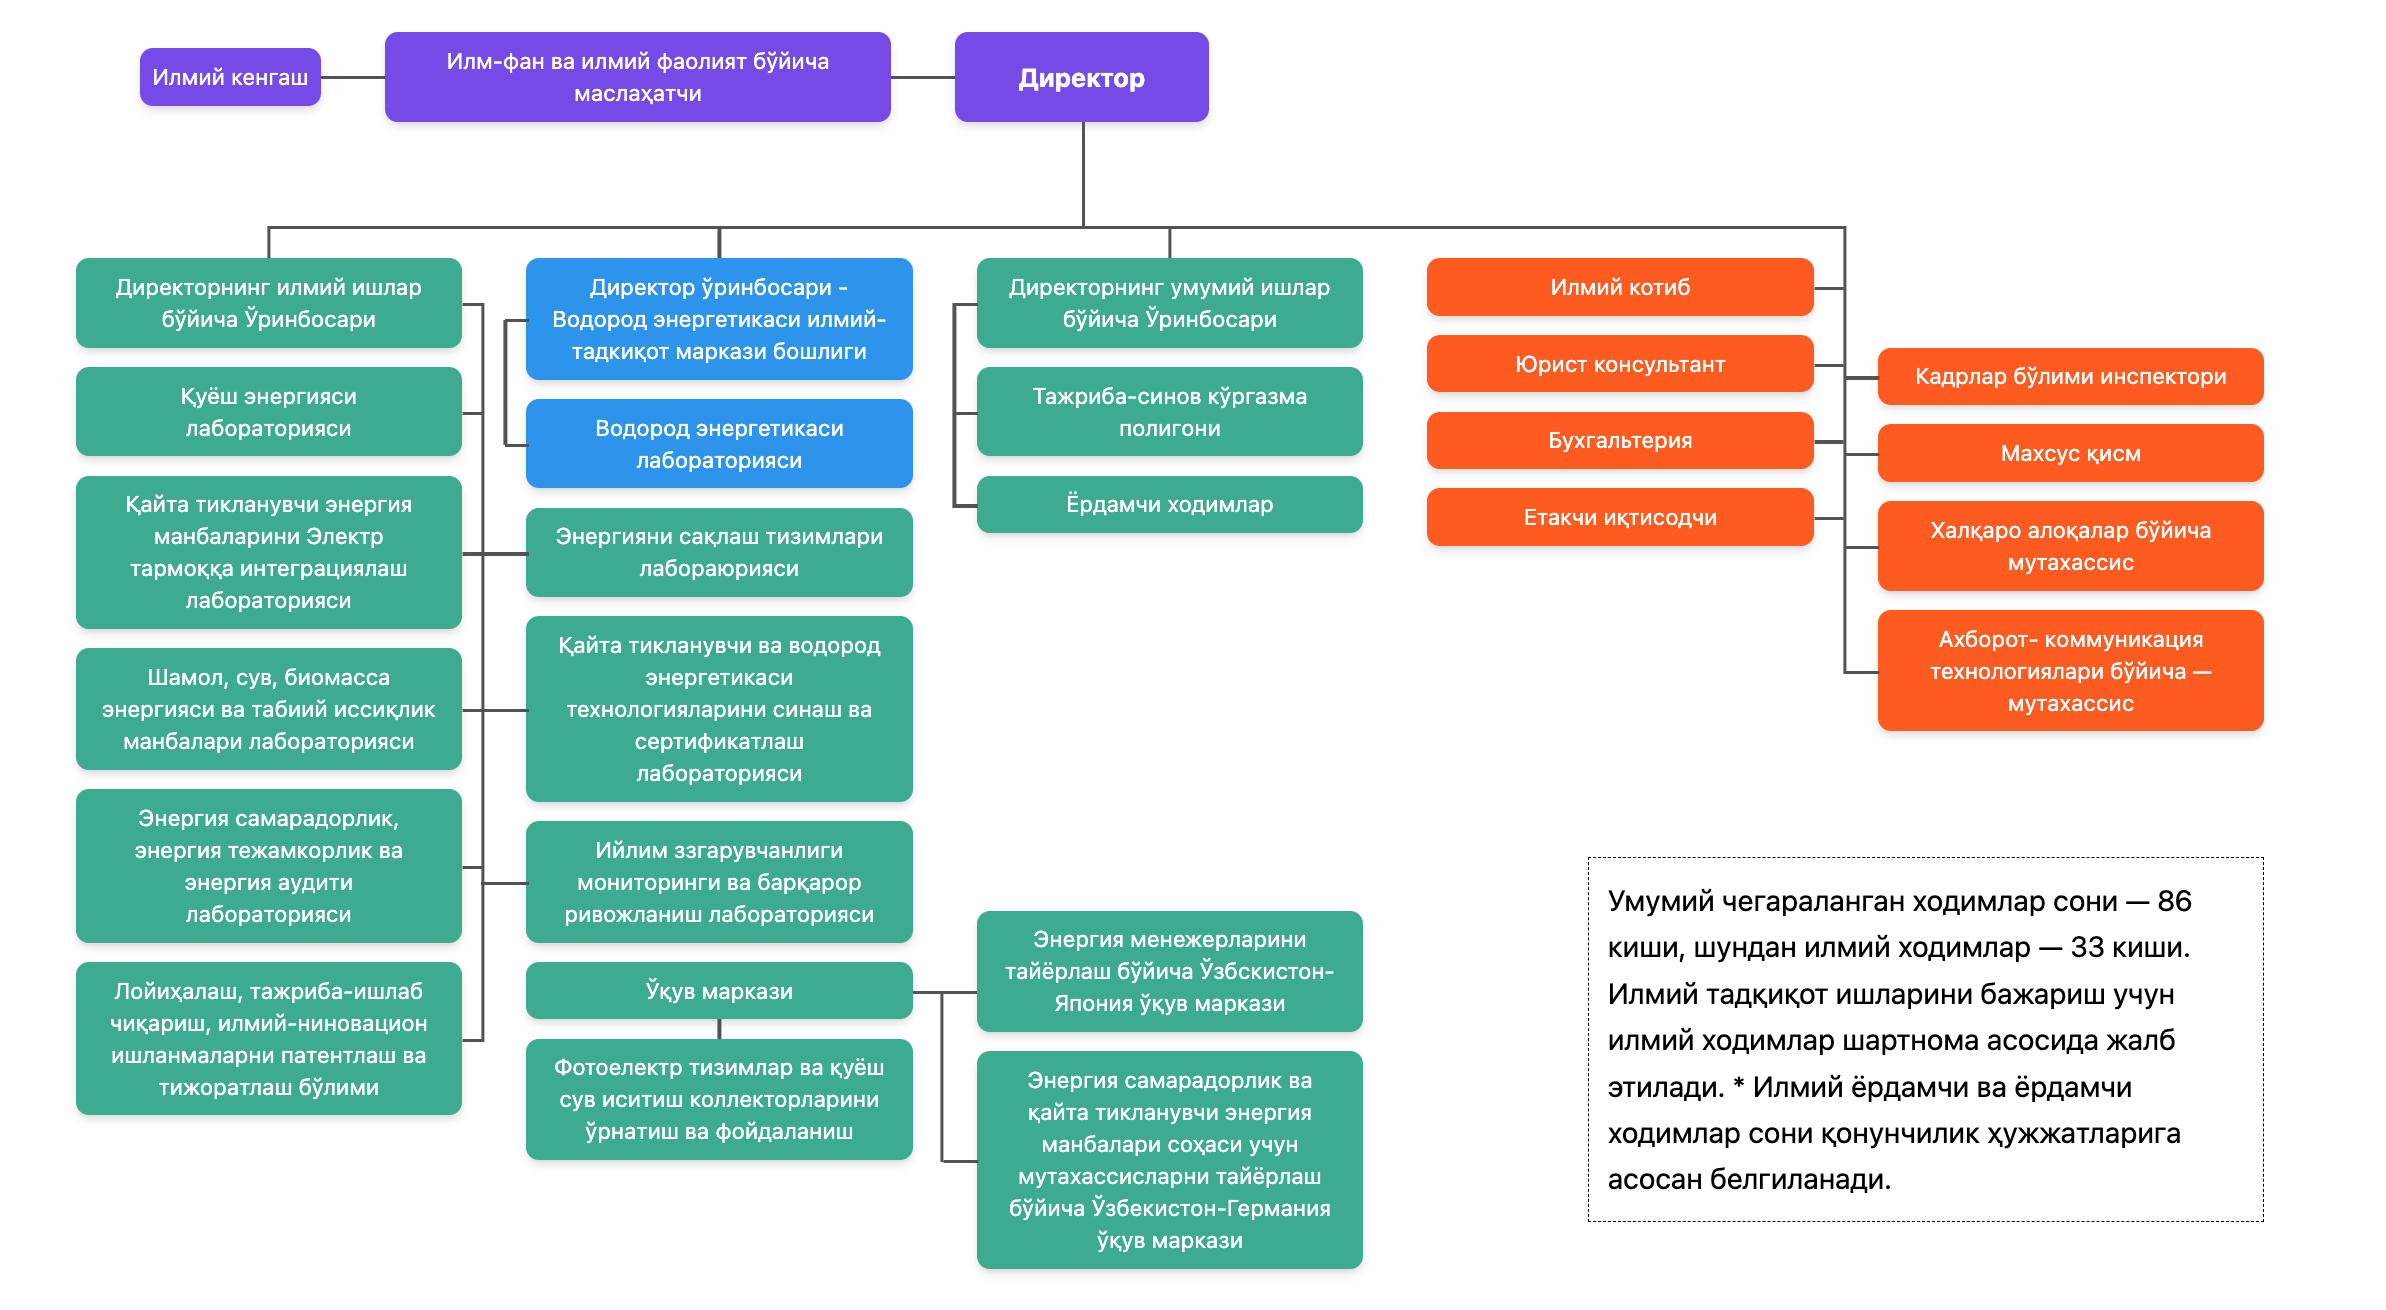 Илмий кенгаш
Илм-фан ва илмий фаолият бўйича
маслаҳатчи
Директор
Директорнинг илмий ишлар
бўйича Ўринбосари
Қуёш энергияси
лабораторияси
Қайта тикланувчи энергия
манбаларини Электр
тармоққа интеграциялаш
лабораторияси
Шамол, сув, биомасса
энергияси ва табиий иссиқлик
манбалари лабораторияси
Энергия самарадорлик,
энергия тежамкорлик ва
энергия аудити
лабораторияси
Лойиҳалаш, тажриба-ишлаб
чиқариш, илмий-ниновацион
ишланмаларни патентлаш ва
тижоратлаш бўлими
Директор ўринбосари -
Водород энергетикаси илмий-
тадкиқот маркази бошлиги
Водород энергетикаси
лабораторияси
Энергияни сақлаш тизимлари
лабораюрияси
Қайта тикланувчи ва водород
энергетикаси
технологияларини синаш ва
сертификатлаш
лабораторияси
Ийлим ззгарувчанлиги
мониторинги ва барқарор
ривожланиш лабораторияси
Ўқув маркази
Фотоелектр тизимлар ва қуёш
сув иситиш коллекторларини
ўрнатиш ва фойдаланиш
Директорнинг умумий ишлар
бўйича Ўринбосари
Тажриба-синов кўргазма
полигони
Ёрдамчи ходимлар
Энергия менежерларини
тайёрлаш бўйича Ўзбскистон-
Япония ўқув маркази
Энергия самарадорлик ва
қайта тикланувчи энергия
манбалари соҳаси учун
мутахассисларни тайёрлаш
бўйича Ўзбекистон-Германия
ўқув маркази
Илмий котиб
Юрист консультант
Бухгальтерия
Етакчи иқтисодчи
Кадрлар бўлими инспектори
Махсус қисм
Халқаро алоқалар бўйича
мутахассис
Ахборот- коммуникация
технологиялари бўйича —
мутахассис
Умумий чегараланган ходимлар сони — 86
киши, шундан илмий ходимлар — 33 киши.
Илмий тадқиқот ишларини бажариш учун
илмий ходимлар шартнома асосида жалб
этилади. * Илмий ёрдамчи ва ёрдамчи
ходимлар сони қонунчилик ҳужжатларига
асосан белгиланади.